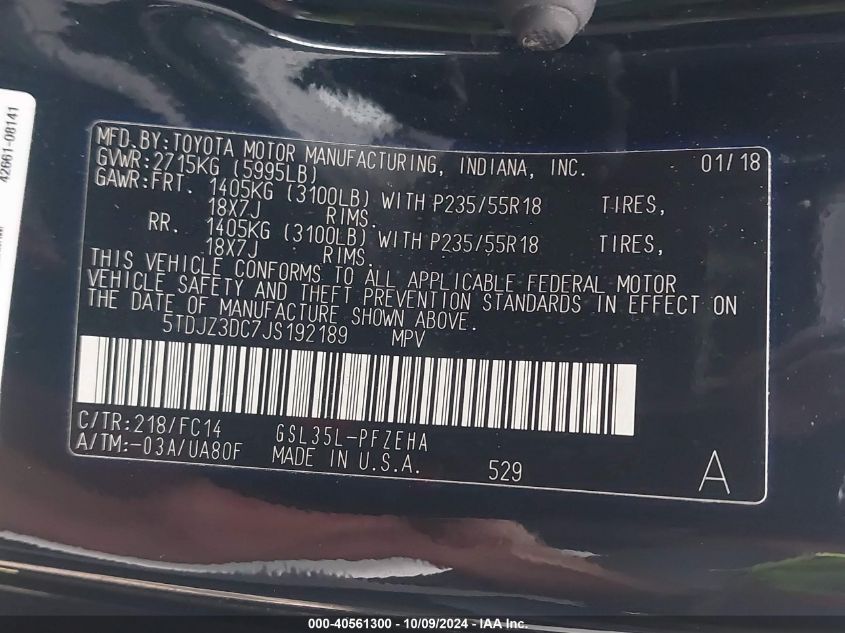 42661-08141
MFD.BY:TOYOTA MOTOR MANUFACTURING, INDIANA, INC. 01/18
GVWR:2715KG (5995LB)
GAWR:FRT. 1405KG (3100LB) WITH P235/55R18 TIRES,
18X7J RIMS.
RR. 1405KG (3100LB) WITH P235/55R18 TIRES,
18X7J RIMS.
THIS VEHICLE CONFORMS TO ALL APPLICABLE FEDERAL MOTOR
VEHICLE SAFETY AND THEFT PREVENTION STANDARDS IN EFFECT ON
THE DATE OF MANUFACTURE SHOWN ABOVE.
5TDJZ3DC7JS192189 MPV
C/TR:218/FC14 GSL35L-PFZEHA
A/TM:-03A/UA80F MADE IN U.S.A. 529 A
000-40561300 - 10/09/2024 - IAA Inc.